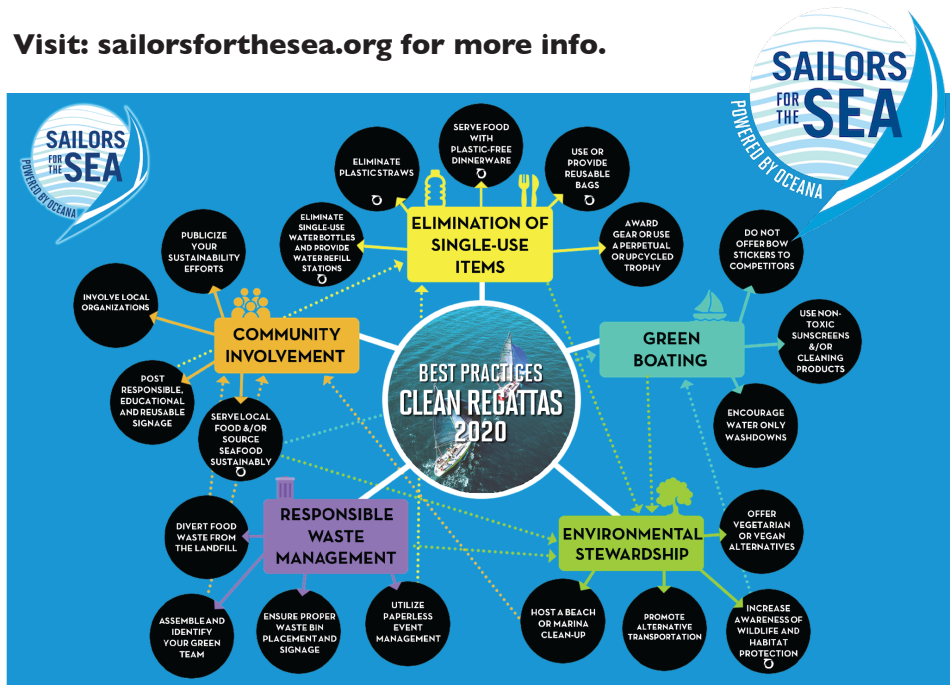 Visit: sailorsforthesea.org for more info.
SAILORS
FOR
THE
SEA
POWERED BY OCEANA
SAILORS
FOR
THE
SEA
POWERED BY OCEANA
ELIMINATE
PLASTIC STRAWS
SERVE FOOD
WITH
PLASTIC-FREE
DINNERWARE
USE OR
PROVIDE
REUSABLE
BAGS
ELIMINATE
SINGLE-USE
WATER BOTTLES
AND PROVIDE
WATER REFILL
STATIONS
ELIMINATION OF
SINGLE-USE
ITEMS
AWARD
GEAR OR USE
A PERPETUAL
OR UPCYCLED
TROPHY
PUBLICIZE
YOUR
SUSTAINABILITY
EFFORTS
INVOLVE LOCAL
ORGANIZATIONS
COMMUNITY
INVOLVEMENT
POST
RESPONSIBLE,
EDUCATIONAL
AND REUSABLE
SIGNAGE
SERVE LOCAL
FOOD &/OR
SOURCE
SEAFOOD
SUSTAINABLY
BEST PRACTICES
CLEAN REGATTAS
2020
DO NOT
OFFER BOW
STICKERS TO
COMPETITORS
GREEN
BOATING
USE NON-
TOXIC
SUNSCREENS
&/OR
CLEANING
PRODUCTS
ENCOURAGE
WATER ONLY
WASHDOWNS
RESPONSIBLE
WASTE
MANAGEMENT
DIVERT FOOD
WASTE FROM
THE LANDFILL
ASSEMBLE AND
IDENTIFY
YOUR GREEN
TEAM
ENSURE PROPER
WASTE BIN
PLACEMENT AND
SIGNAGE
UTILIZE
PAPERLESS
EVENT
MANAGEMENT
ENVIRONMENTAL
STEWARDSHIP
OFFER
VEGETARIAN
OR VEGAN
ALTERNATIVES
HOST A BEACH
OR MARINA
CLEAN-UP
PROMOTE
ALTERNATIVE
TRANSPORTATION
INCREASE
AWARENESS OF
WILDLIFE AND
HABITAT
PROTECTION